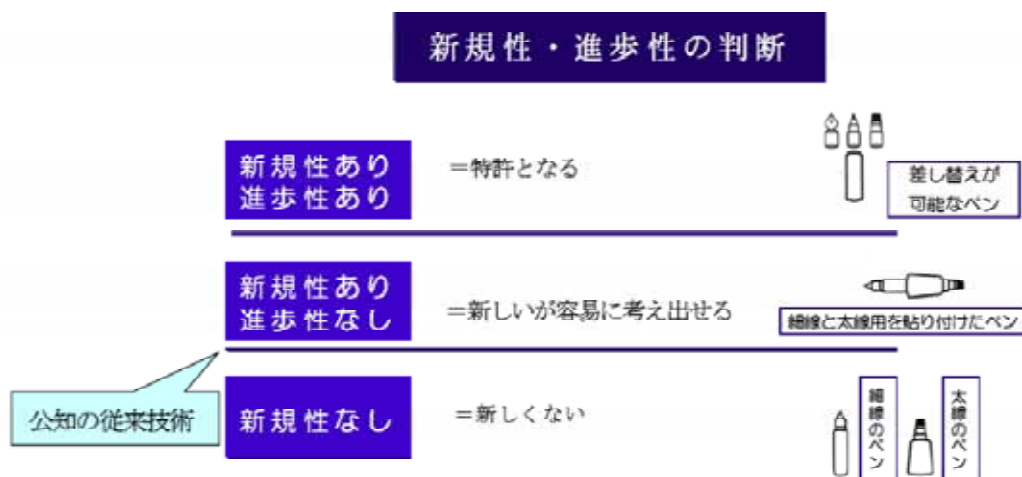 新規性・進歩性の判断
新規性あり
進歩性あり
＝特許となる
差し替えが
可能なペン
新規性あり
進歩性なし
＝新しいが容易に考え出せる
細線と太線用を貼り付けたペン
公知の従来技術
新規性なし
＝新しくない
細線のペン
太線のペン